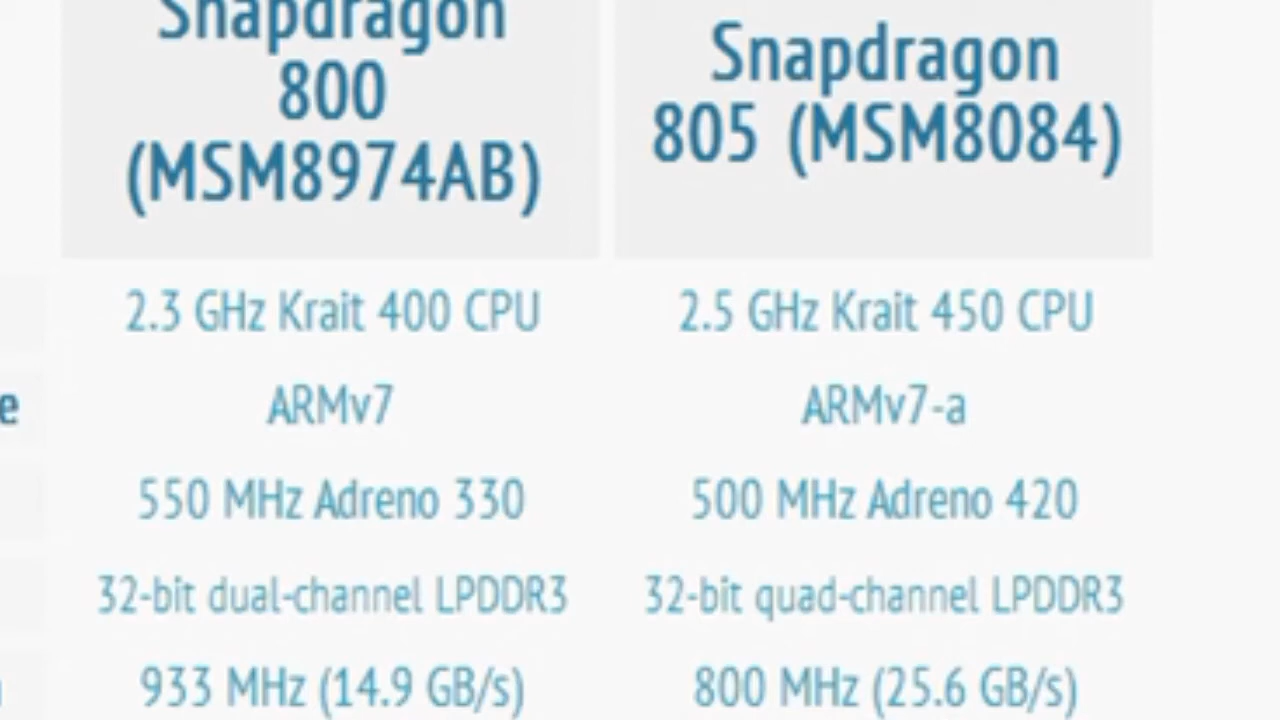 Snapdragon
800
(MSM8974AB)
Snapdragon
805 (MSM8084)
2.3 GHz Krait 400 CPU
2.5 GHz Krait 450 CPU
e
ARMv7
ARMv7-a
550 MHz Adreno 330
500 MHz Adreno 420
32-bit dual-channel LPDDR3
32-bit quad-channel LPDDR3
933 MHz (14.9 GB/s)
800 MHz (25.6 GB/s)